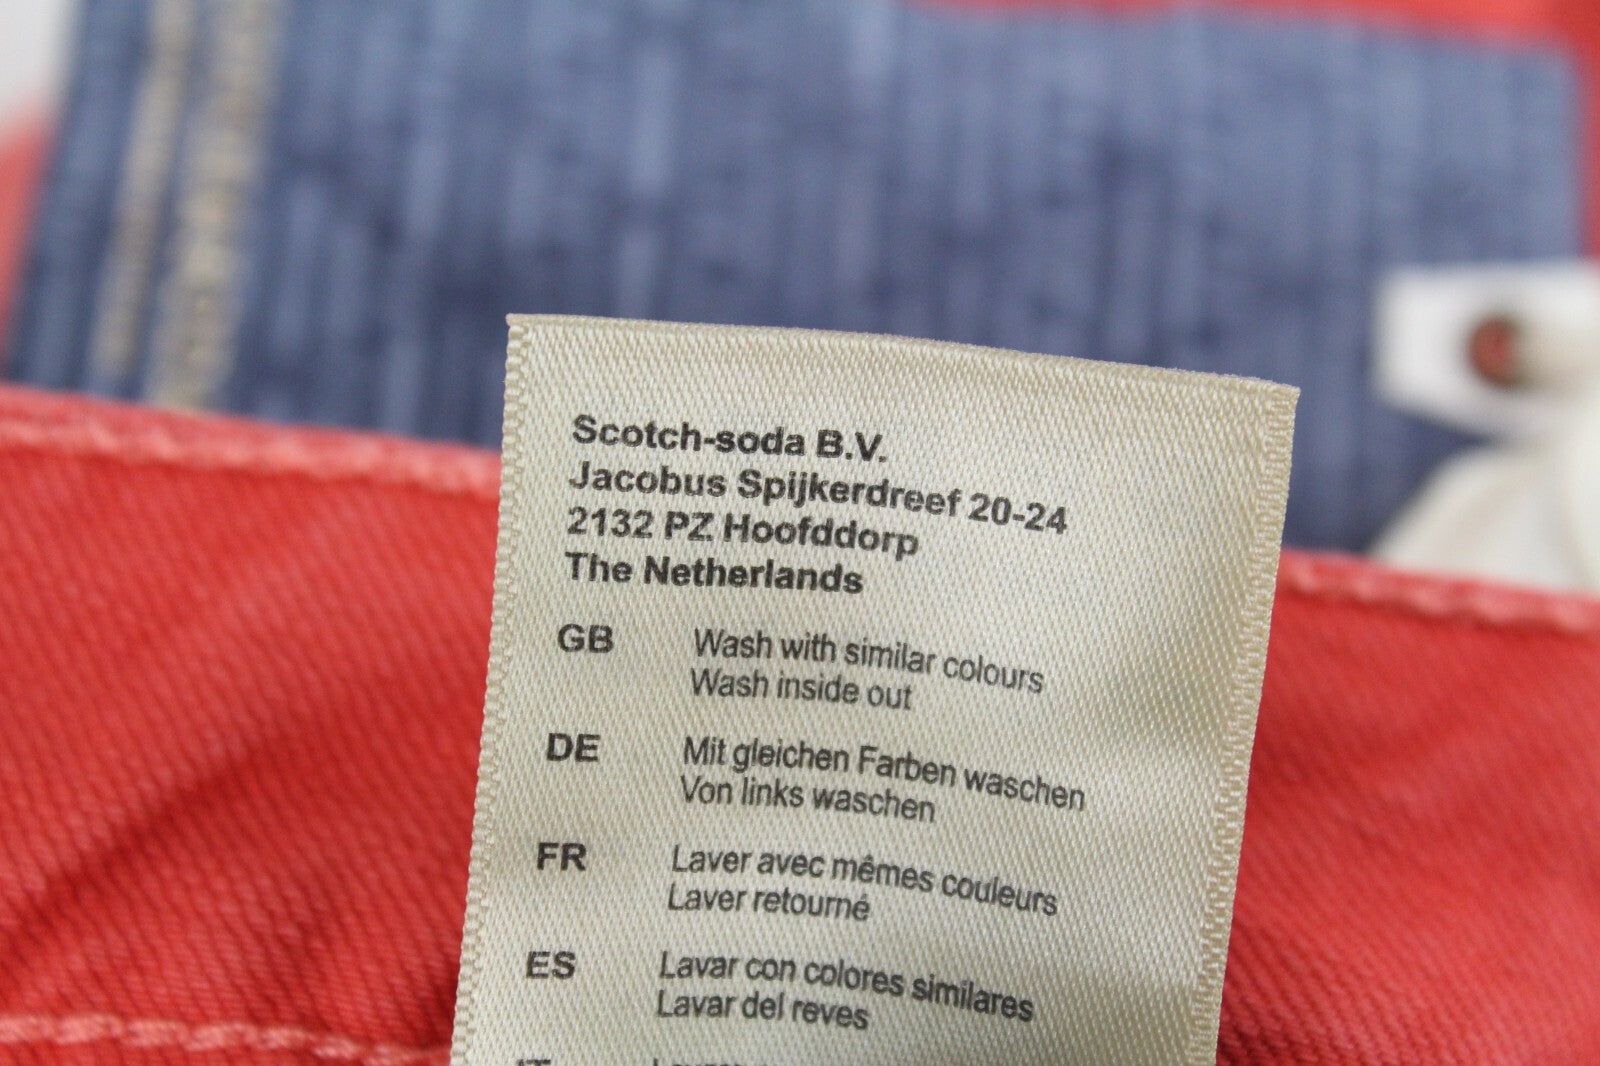 Scotch-soda B.V.
Jacobus Spijkerdreef 20-24
2132 PZ Hoofddorp
The Netherlands
GB Wash with similar colours
Wash inside out
DE Mit gleichen Farben waschen
Von links waschen
FR Laver avec mêmes couleurs
Laver retourné
ES Lavar con colores similares
Lavar del reves